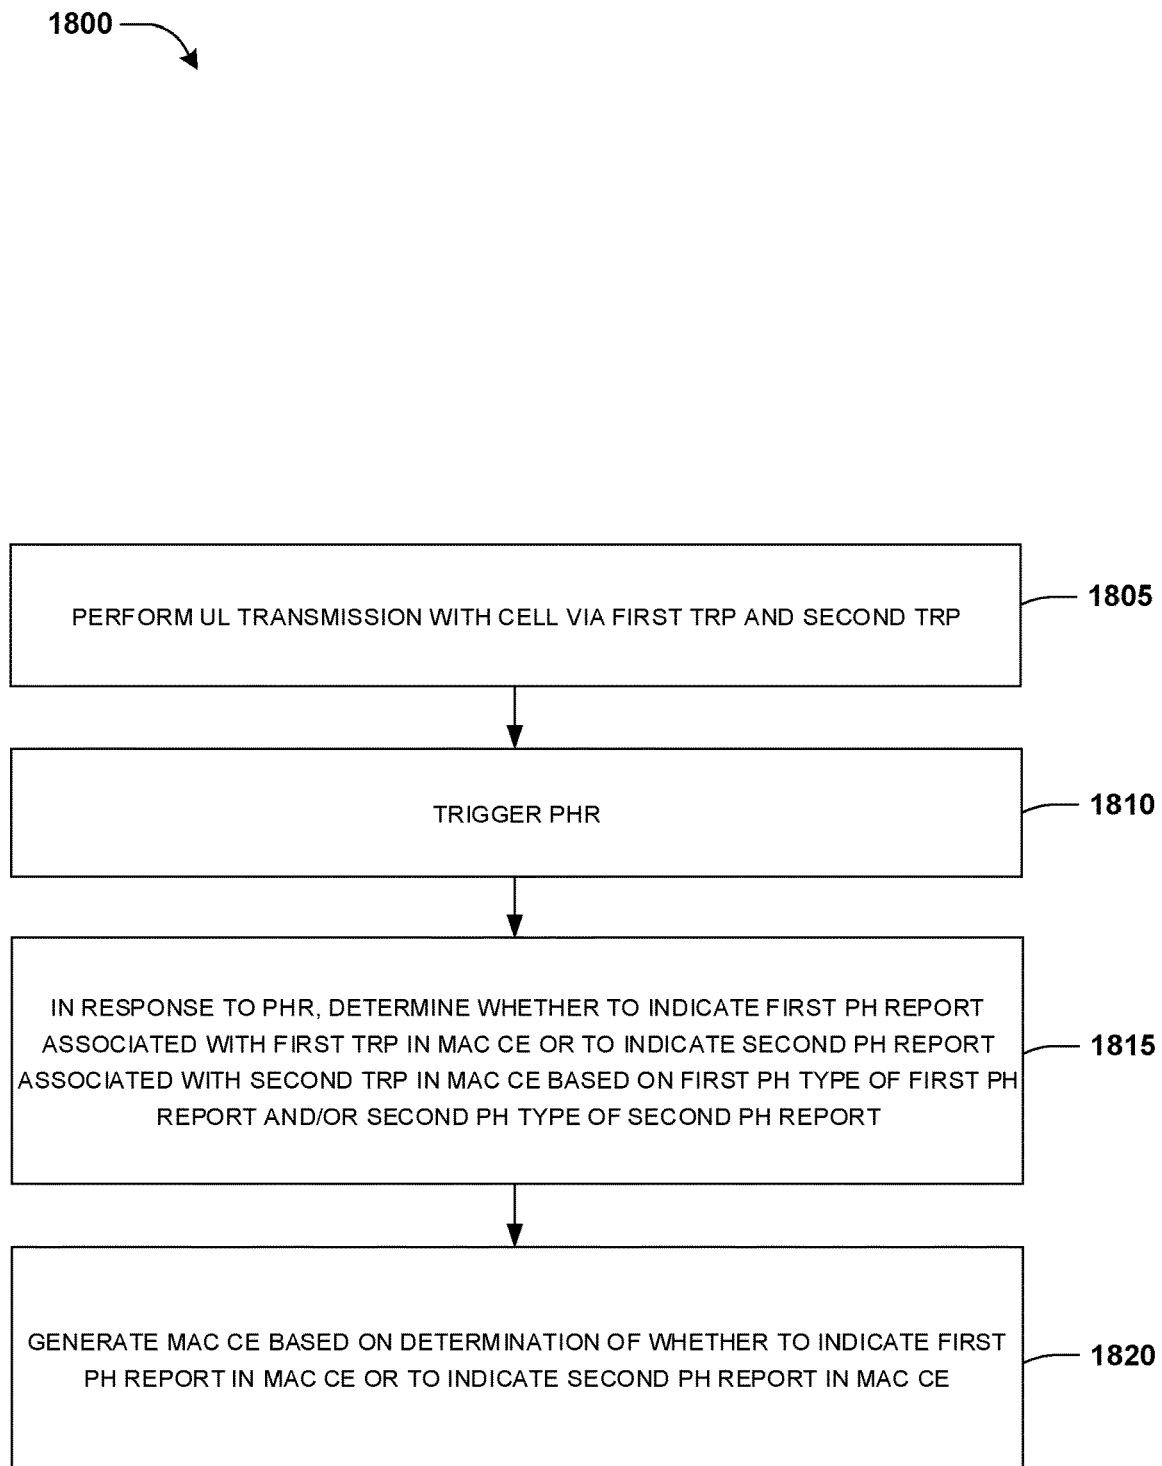 1800
PERFORM UL TRANSMISSION WITH CELL VIA FIRST TRP AND SECOND TRP
1805
TRIGGER PHR
1810
IN RESPONSE TO PHR, DETERMINE WHETHER TO INDICATE FIRST PH REPORT
ASSOCIATED WITH FIRST TRP IN MAC CE OR TO INDICATE SECOND PH REPORT
ASSOCIATED WITH SECOND TRP IN MAC CE BASED ON FIRST PH TYPE OF FIRST PH
REPORT AND/OR SECOND PH TYPE OF SECOND PH REPORT
1815
GENERATE MAC CE BASED ON DETERMINATION OF WHETHER TO INDICATE FIRST
PH REPORT IN MAC CE OR TO INDICATE SECOND PH REPORT IN MAC CE
1820